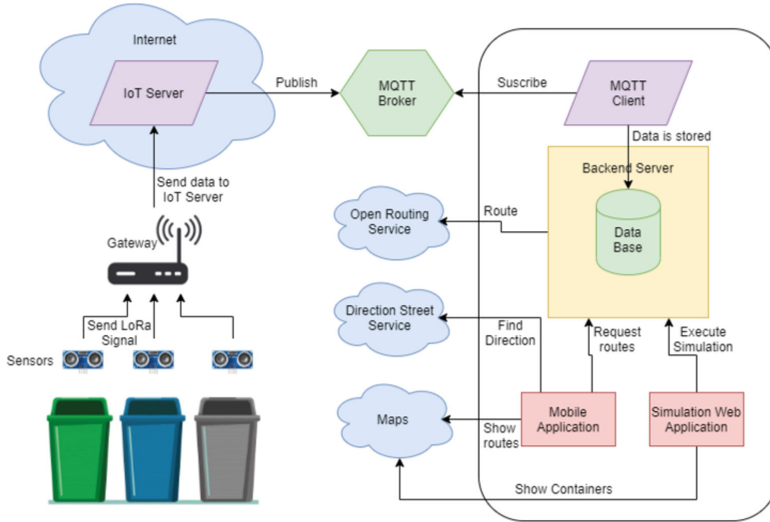 Internet
IoT Server
Publish
MQTT
Broker
Suscribe
MQTT
Client
Data is stored
Send data to
IoT Server
Gateway
Backend Server
Data
Base
Open Routing
Service
Route
Send LoRa
Signal
Sensors
Direction Street
Service
Find
Direction
Request
routes
Execute
Simulation
Maps
Show
routes
Mobile
Application
Simulation Web
Application
Show Containers